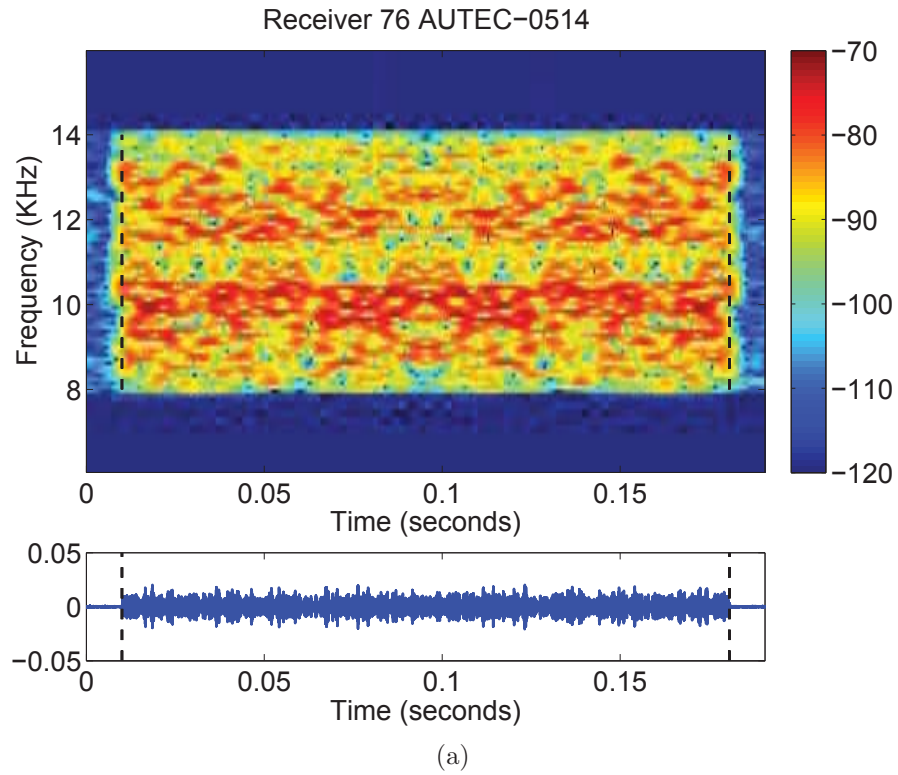 Receiver 76 AUTEC−0514
Frequency (KHz)
14
12
10
8
0 0.05 0.1 0.15
Time (seconds)
−70
−80
−90
−100
−110
−120
0.05
0
−0.05
0 0.05 0.1 0.15
Time (seconds)
(a)